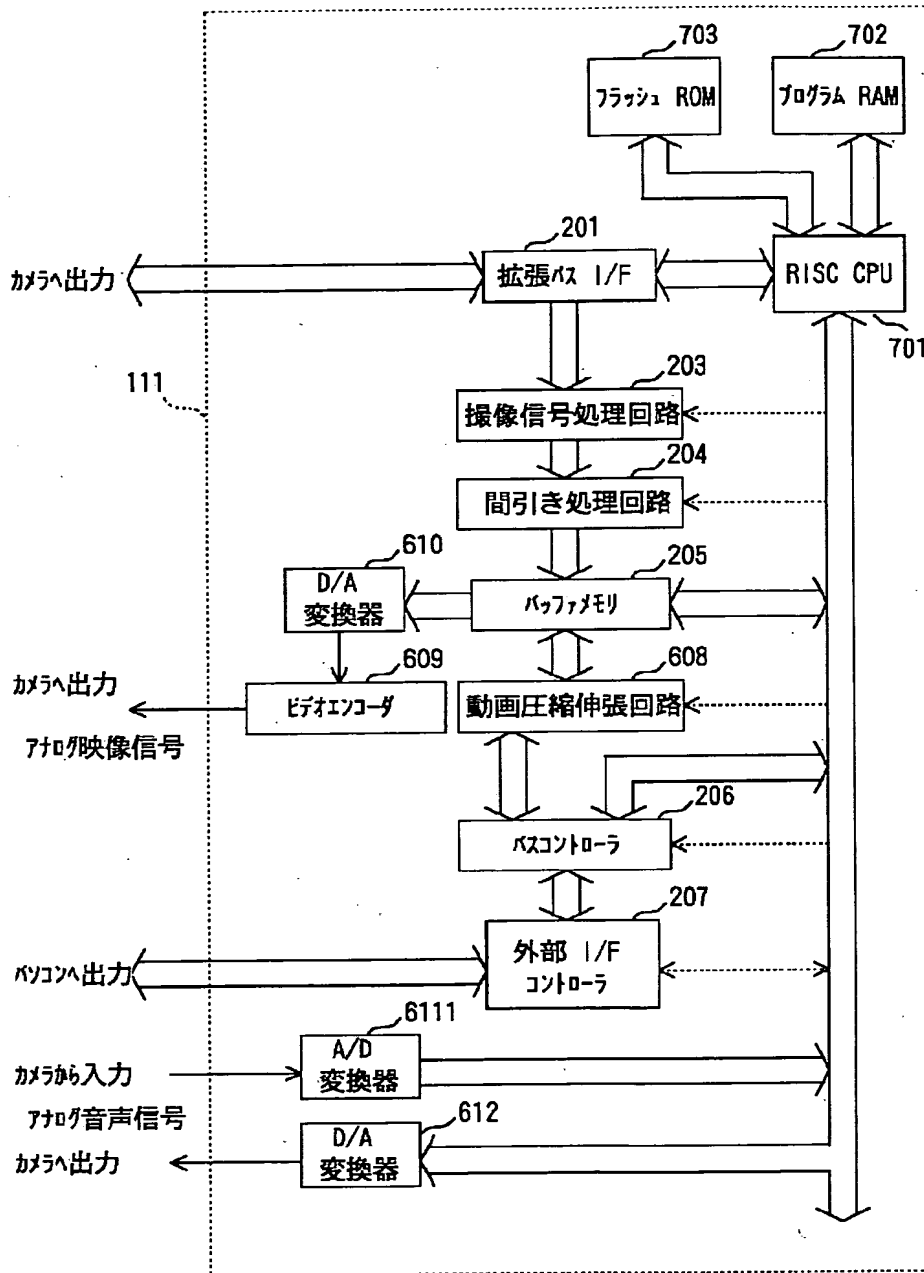 703
702
フラッシュ ROM
プログラム RAM
201
カメラへ出力
拡張バス I/F
RISC CPU
701
111
203
撮像信号処理回路
204
間引き処理回路
610
205
D/A
変換器
バッファメモリ
609
608
カメラへ出力
ビデオエンコーダ
動画圧縮伸張回路
アナログ映像信号
206
バスコントローラ
207
外部 I/F
コントローラ
パソコンへ出力
6111
A/D
変換器
カメラから入力
アナログ音声信号
612
D/A
変換器
カメラへ出力